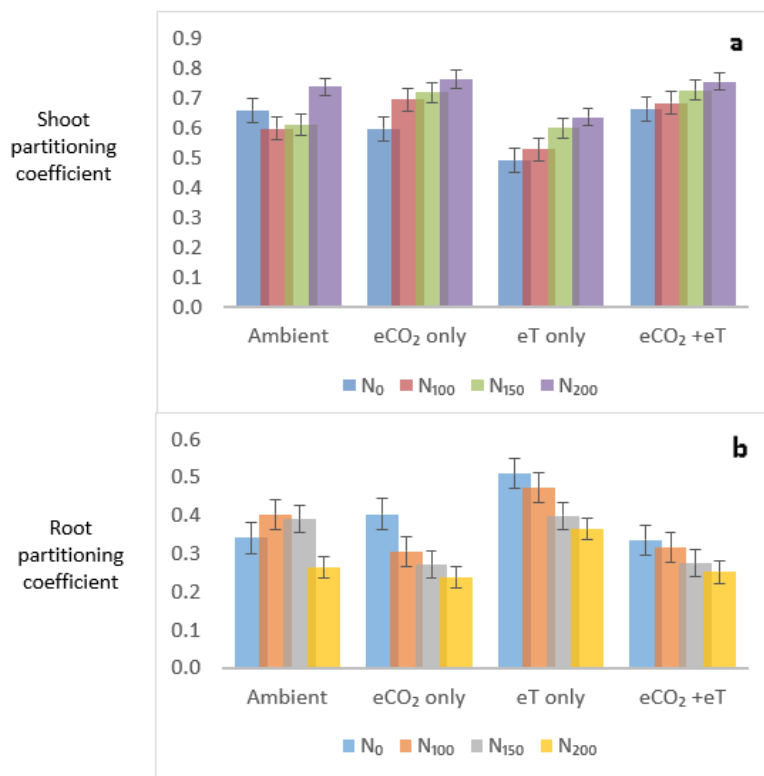 a
Shoot
partitioning
coefficient
0.9
0.8
0.7
0.6
0.5
0.4
0.3
0.2
0.1
0.0
Ambient eCO₂ only eT only eCO₂ +eT
N₀ N₁₀₀ N₁₅₀ N₂₀₀
b
Root
partitioning
coefficient
0.6
0.5
0.4
0.3
0.2
0.1
0.0
Ambient eCO₂ only eT only eCO₂ +eT
N₀ N₁₀₀ N₁₅₀ N₂₀₀